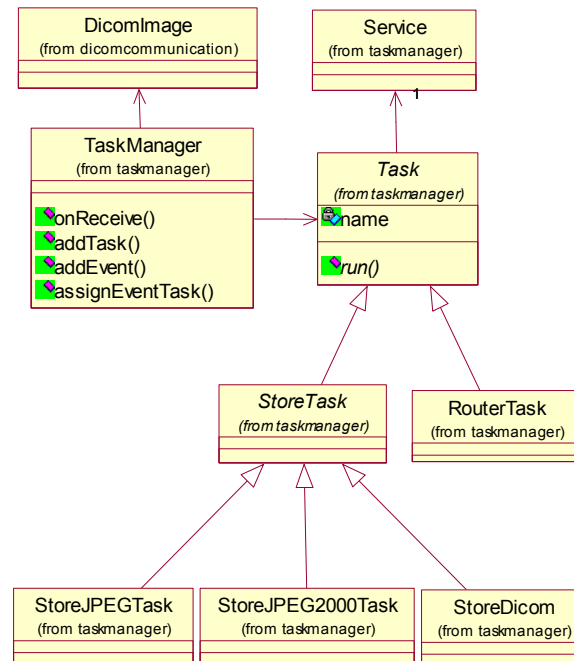 DicomImage
(from dicomcommunication)
Service
(from taskmanager)
1
TaskManager
(from taskmanager)
onReceive()
addTask()
addEvent()
assignEventTask()
Task
(from taskmanager)
name
run()
StoreTask
(from taskmanager)
RouterTask
(from taskmanager)
StoreJPEGTask
(from taskmanager)
StoreJPEG2000Task
(from taskmanager)
StoreDicom
(from taskmanager)